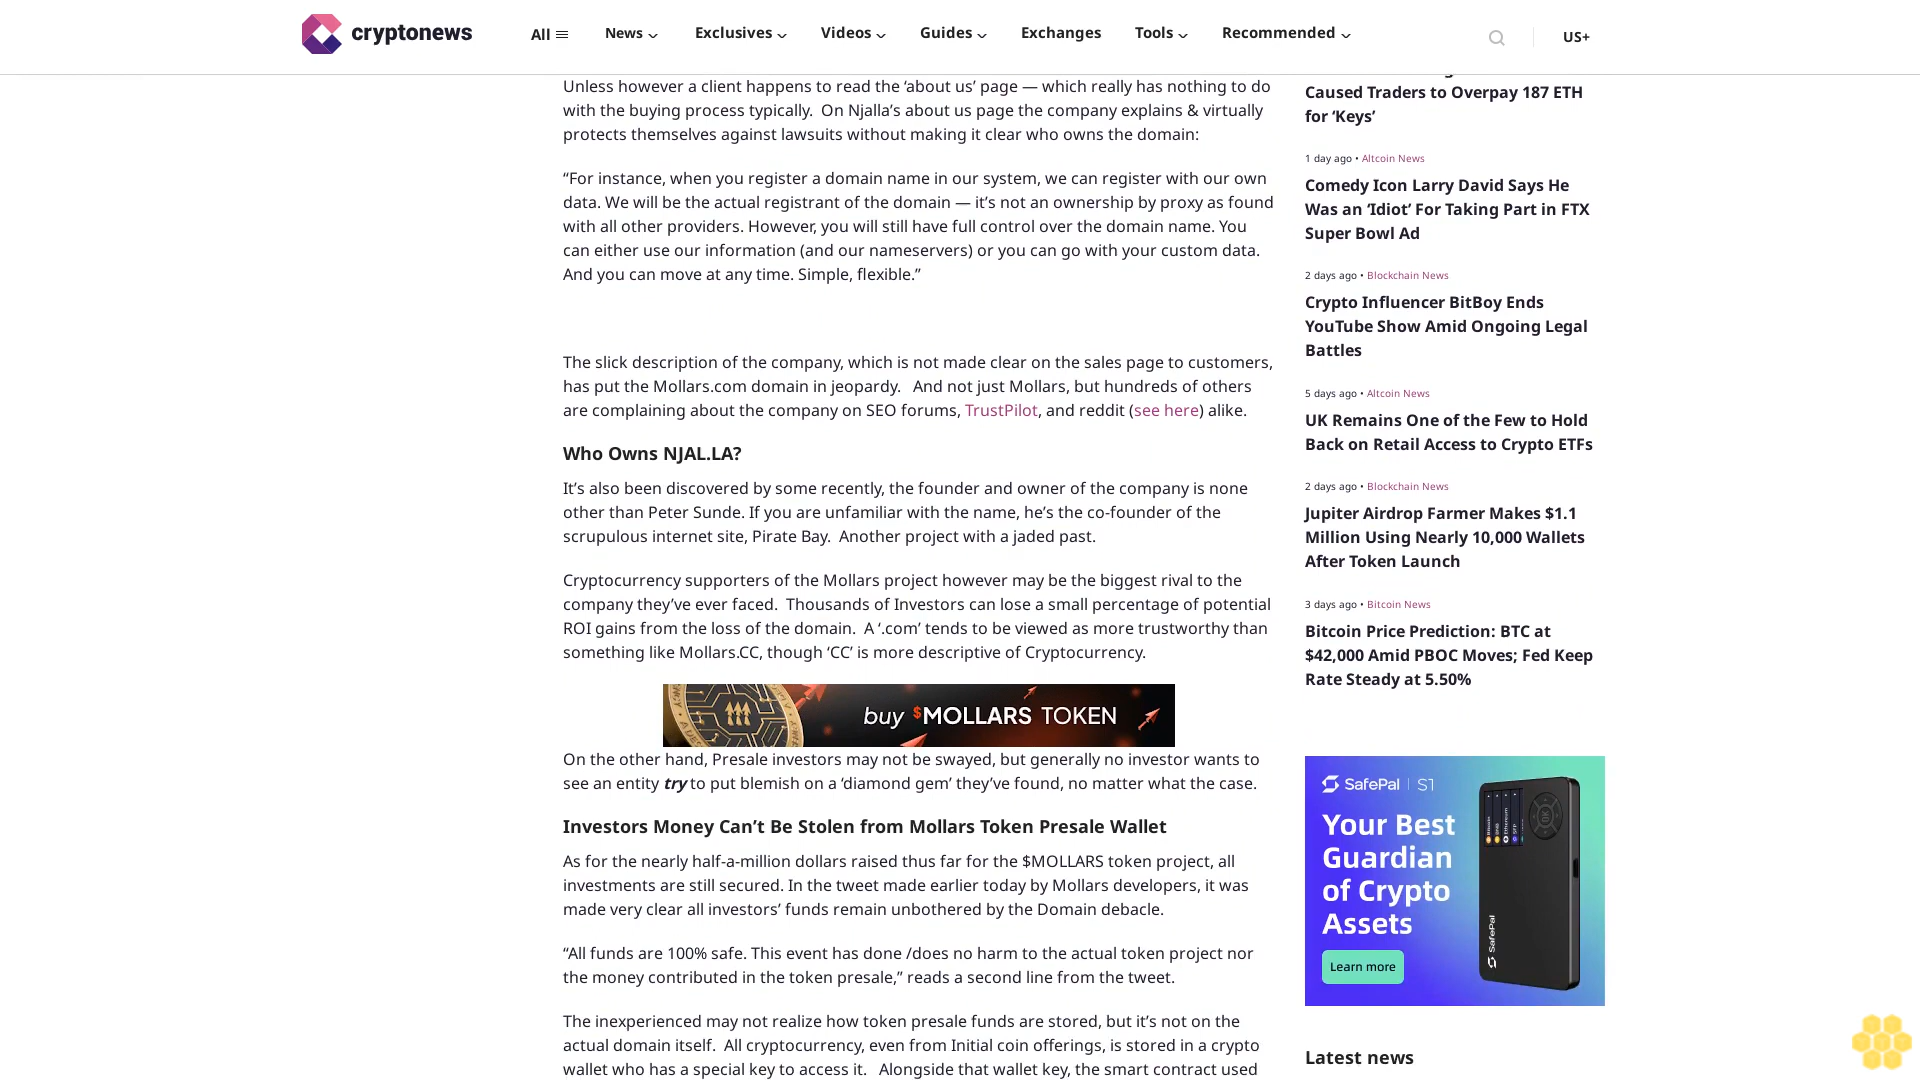 cryptonews
All
News
Exclusives
Videos
Guides
Exchanges
Tools
Recommended
US+
Unless however a client happens to read the ‘about us’ page — which really has nothing to do
with the buying process typically.  On Njalla’s about us page the company explains & virtually
protects themselves against lawsuits without making it clear who owns the domain:
“For instance, when you register a domain name in our system, we can register with our own
data. We will be the actual registrant of the domain — it’s not an ownership by proxy as found
with all other providers. However, you will still have full control over the domain name. You
can either use our information (and our nameservers) or you can go with your custom data.
And you can move at any time. Simple, flexible.”
The slick description of the company, which is not made clear on the sales page to customers,
has put the Mollars.com domain in jeopardy.   And not just Mollars, but hundreds of others
are complaining about the company on SEO forums, TrustPilot, and reddit (see here) alike.
Who Owns NJAL.LA?
It’s also been discovered by some recently, the founder and owner of the company is none
other than Peter Sunde. If you are unfamiliar with the name, he’s the co-founder of the
scrupulous internet site, Pirate Bay.  Another project with a jaded past.
Cryptocurrency supporters of the Mollars project however may be the biggest rival to the
company they’ve ever faced.  Thousands of Investors can lose a small percentage of potential
ROI gains from the loss of the domain.  A ‘.com’ tends to be viewed as more trustworthy than
something like Mollars.CC, though ‘CC’ is more descriptive of Cryptocurrency.
buy $MOLLARS TOKEN
On the other hand, Presale investors may not be swayed, but generally no investor wants to
see an entity try to put blemish on a ‘diamond gem’ they’ve found, no matter what the case.
Investors Money Can’t Be Stolen from Mollars Token Presale Wallet
As for the nearly half-a-million dollars raised thus far for the $MOLLARS token project, all
investments are still secured. In the tweet made earlier today by Mollars developers, it was
made very clear all investors’ funds remain unbothered by the Domain debacle.
“All funds are 100% safe. This event has done /does no harm to the actual token project nor
the money contributed in the token presale,” reads a second line from the tweet.
The inexperienced may not realize how token presale funds are stored, but it’s not on the
actual domain itself.  All cryptocurrency, even from Initial coin offerings, is stored in a crypto
wallet who has a special key to access it.   Alongside that wallet key, the smart contract used
Caused Traders to Overpay 187 ETH
for ‘Keys’
1 day ago • Altcoin News
Comedy Icon Larry David Says He
Was an ‘Idiot’ For Taking Part in FTX
Super Bowl Ad
2 days ago • Blockchain News
Crypto Influencer BitBoy Ends
YouTube Show Amid Ongoing Legal
Battles
5 days ago • Altcoin News
UK Remains One of the Few to Hold
Back on Retail Access to Crypto ETFs
2 days ago • Blockchain News
Jupiter Airdrop Farmer Makes $1.1
Million Using Nearly 10,000 Wallets
After Token Launch
3 days ago • Bitcoin News
Bitcoin Price Prediction: BTC at
$42,000 Amid PBOC Moves; Fed Keep
Rate Steady at 5.50%
SafePal | S1
Your Best
Guardian
of Crypto
Assets
Learn more
SafePal
OK
Latest news